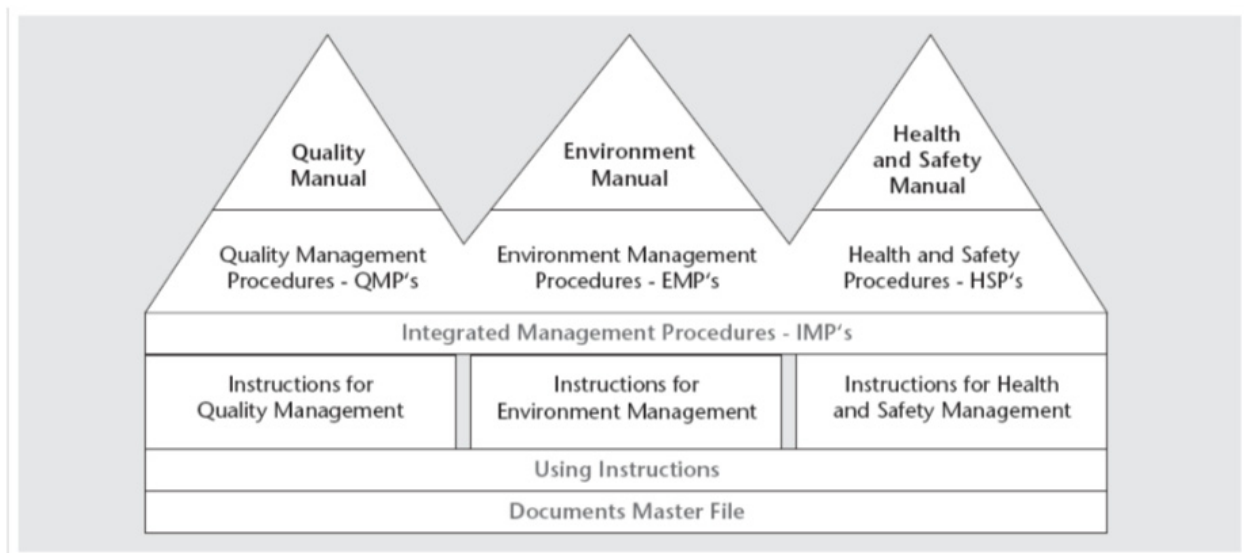 Quality
Manual
Environment
Manual
Health
and Safety
Manual
Quality Management
Procedures - QMP‘s
Environment Management
Procedures - EMP‘s
Health and Safety
Procedures - HSP‘s
Integrated Management Procedures - IMP‘s
Instructions for
Quality Management
Instructions for
Environment Management
Instructions for Health
and Safety Management
Using Instructions
Documents Master File